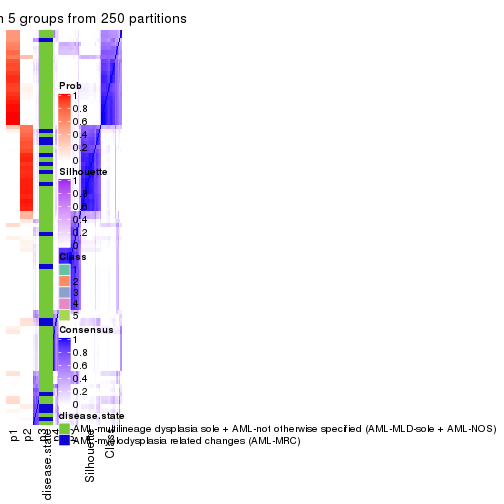 n 5 groups from 250 partitions
Prob
1
0.8
0.6
0.4
0.2
0
Silhouette
1
0.8
0.6
0.4
0.2
0
Class
1
2
3
4
5
Consensus
1
0.8
0.6
0.4
0.2
0
disease.state
AML-multilineage dysplasia sole + AML-not otherwise specified (AML-MLD-sole + AML-NOS)
AML-myelodysplasia related changes (AML-MRC)
p1
p2
p3
disease.state
p4
Silhouette
Class